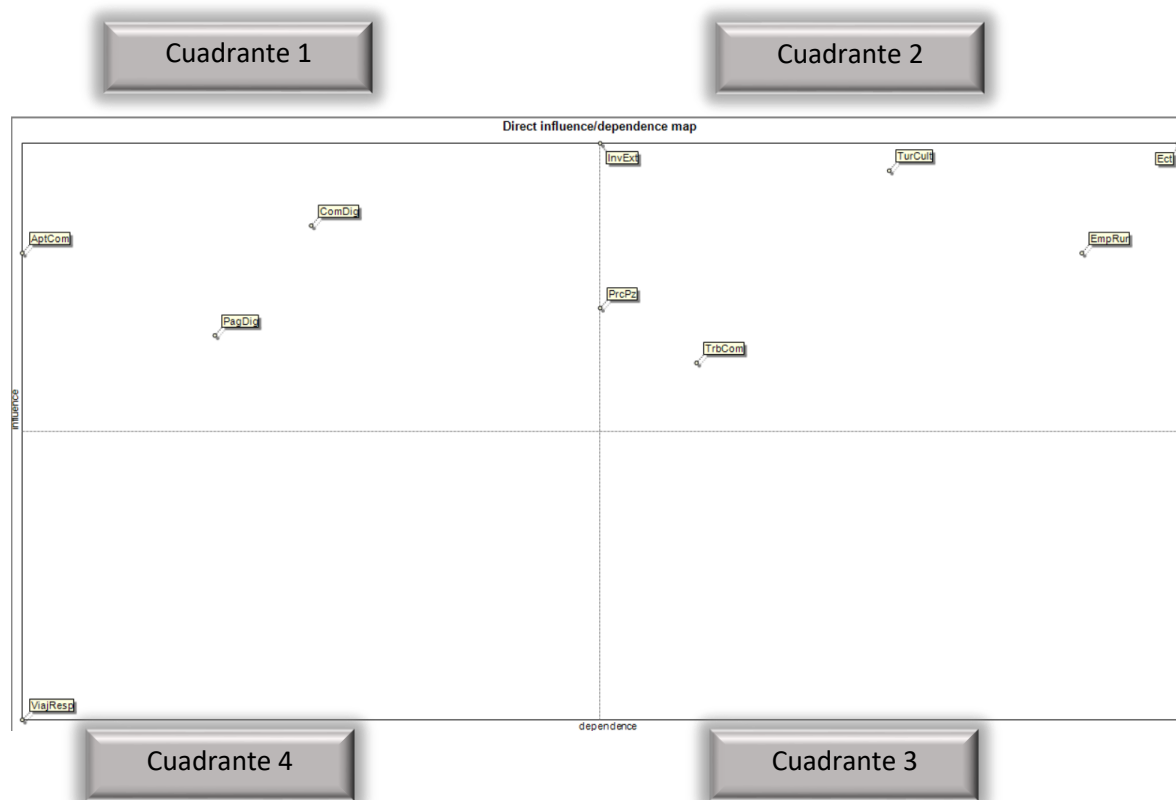 Cuadrante 1
Cuadrante 2
Direct influence/dependence map
InvExt
TurCult
Ect
ComDig
AptCom
EmpRur
PrcPz
PagDig
TrbCom
influence
ViajResp
dependence
Cuadrante 4
Cuadrante 3